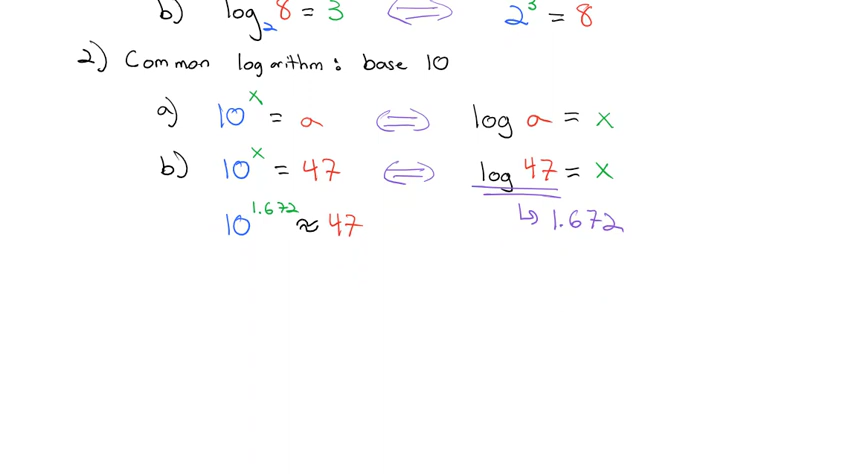 b) log₂ 8 = 3 ⟺ 2³ = 8
2) Common logarithm: base 10
a) 10ˣ = a ⟺ log a = x
b) 10ˣ = 47 ⟺ log 47 = x
10^1.672 ≈ 47 ↳ 1.672